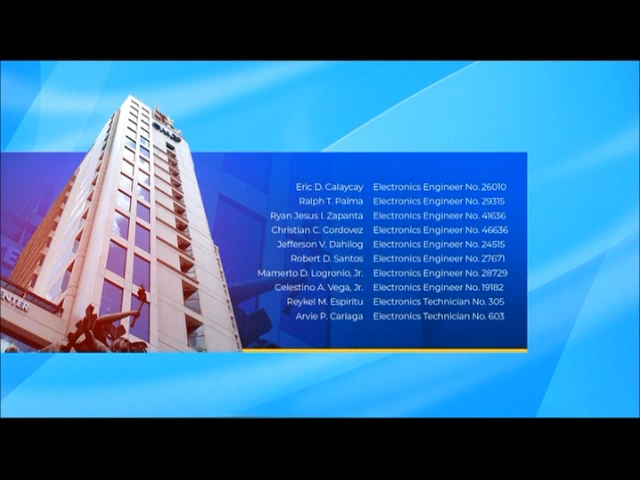 GMA
ENTER
Eric D. Calaycay Electronics Engineer No. 26010
Ralph T. Palma Electronics Engineer No. 29315
Ryan Jesus I. Zapanta Electronics Engineer No. 41636
Christian C. Cordovez Electronics Engineer No. 46636
Jefferson V. Dahilog Electronics Engineer No. 24515
Robert D. Santos Electronics Engineer No. 27671
Mamerto D. Logronio, Jr. Electronics Engineer No. 28729
Celestino A. Vega, Jr. Electronics Engineer No. 19182
Reykel M. Espiritu Electronics Technician No. 305
Arvie P. Cariaga Electronics Technician No. 603